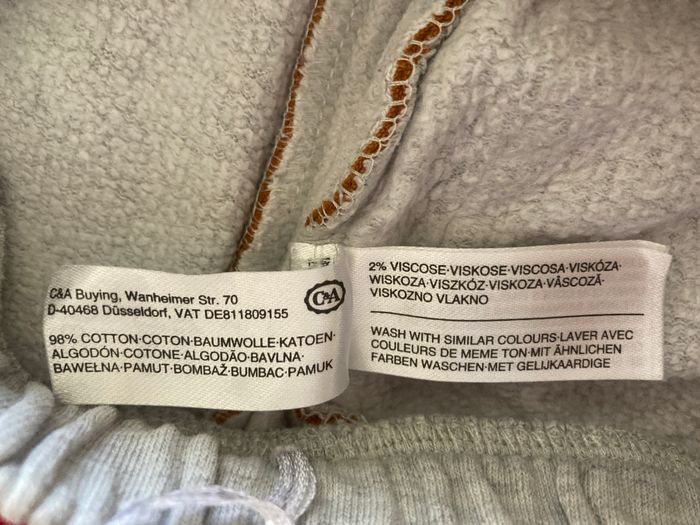 C&A Buying, Wanheimer Str. 70
D-40468 Düsseldorf, VAT DE811809155
C&A
98% COTTON·COTON·BAUMWOLLE·KATOEN·
ALGODÓN·COTONE·ALGODÃO·BAVLNA·
BAWEŁNA·PAMUT·BOMBAŽ·BUMBAC·PAMUK
2% VISCOSE·VISKOSE·VISCOSA·VISKÓZA·
WISKOZA·VISZKÓZ·VISKOZA·VÂSCOZĂ·
VISKOZNO VLAKNO
WASH WITH SIMILAR COLOURS·LAVER AVEC
COULEURS DE MEME TON·MIT ÄHNLICHEN
FARBEN WASCHEN·MET GELIJKAARDIGE